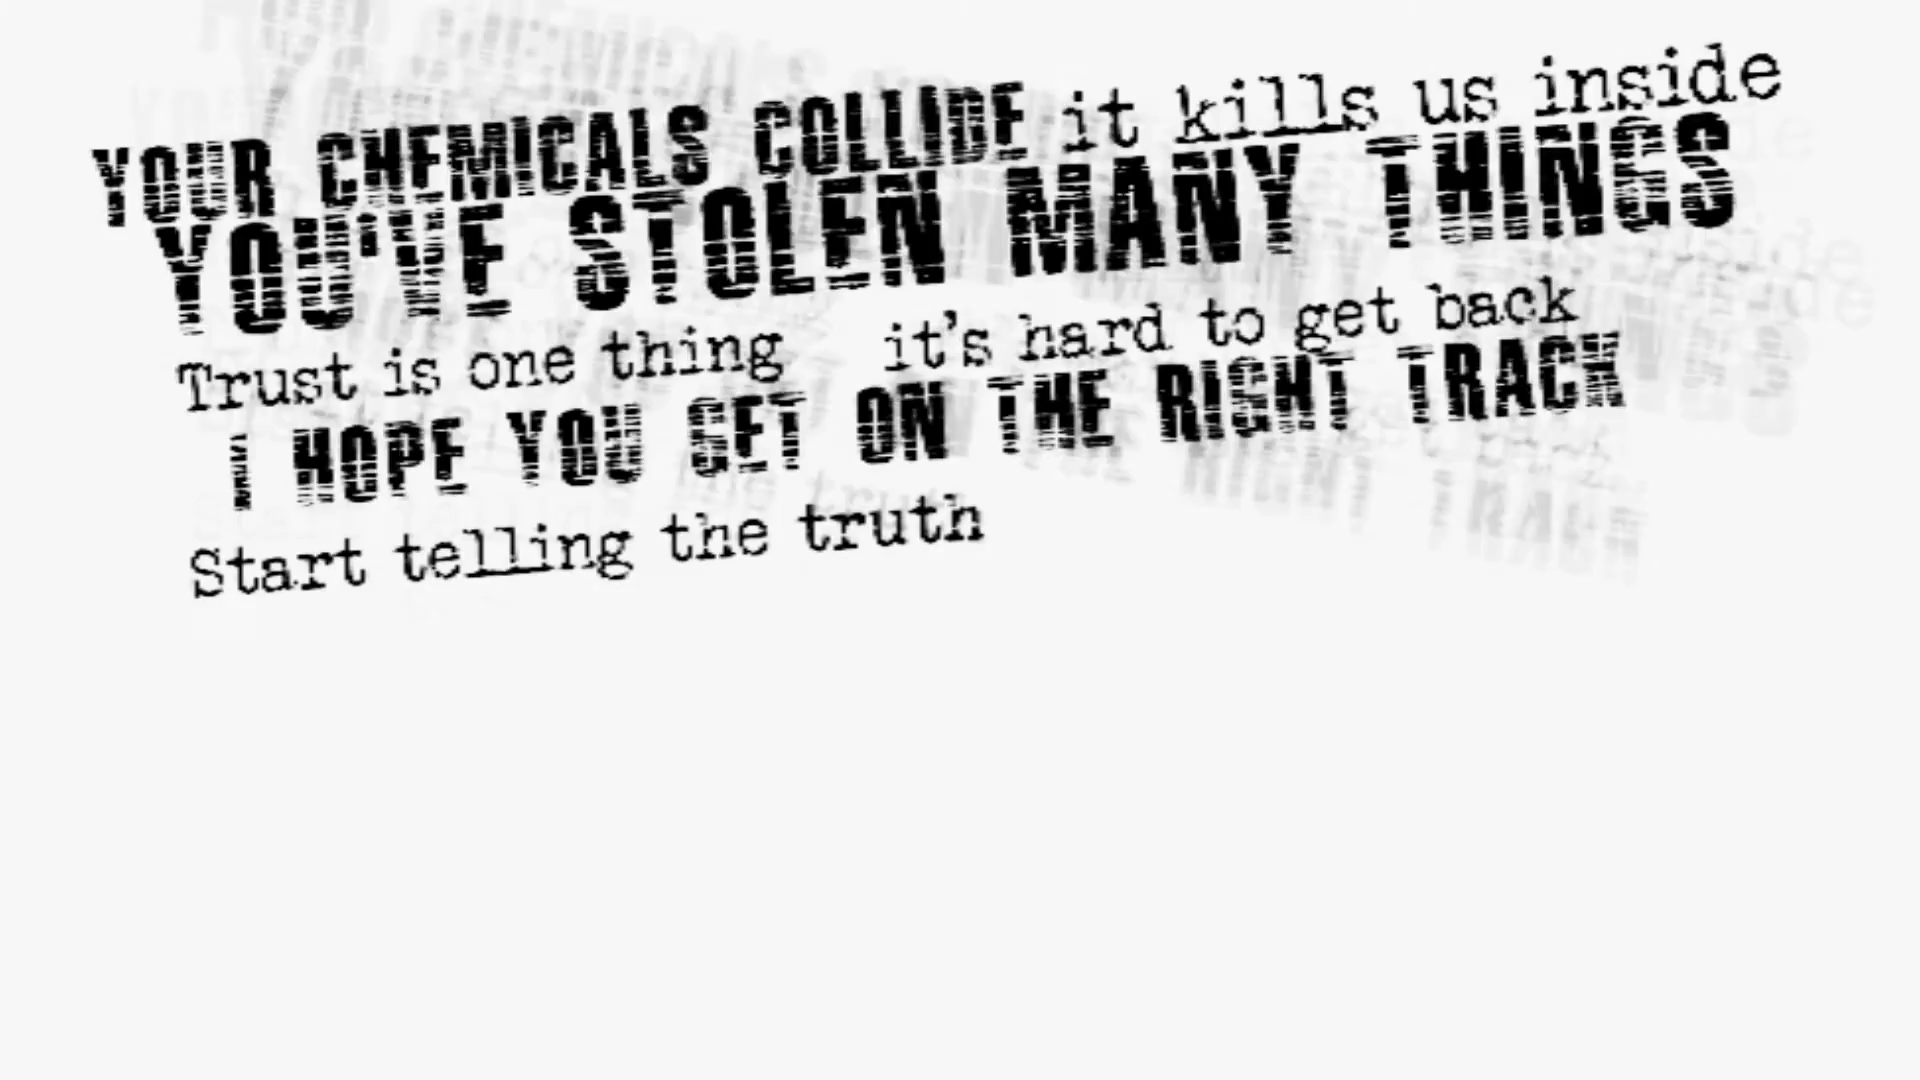 YOUR CHEMICALS COLLIDE it kills us inside
YOU'VE STOLEN MANY THINGS
Trust is one thing it's hard to get back
I HOPE YOU GET ON THE RIGHT TRACK
Start telling the truth